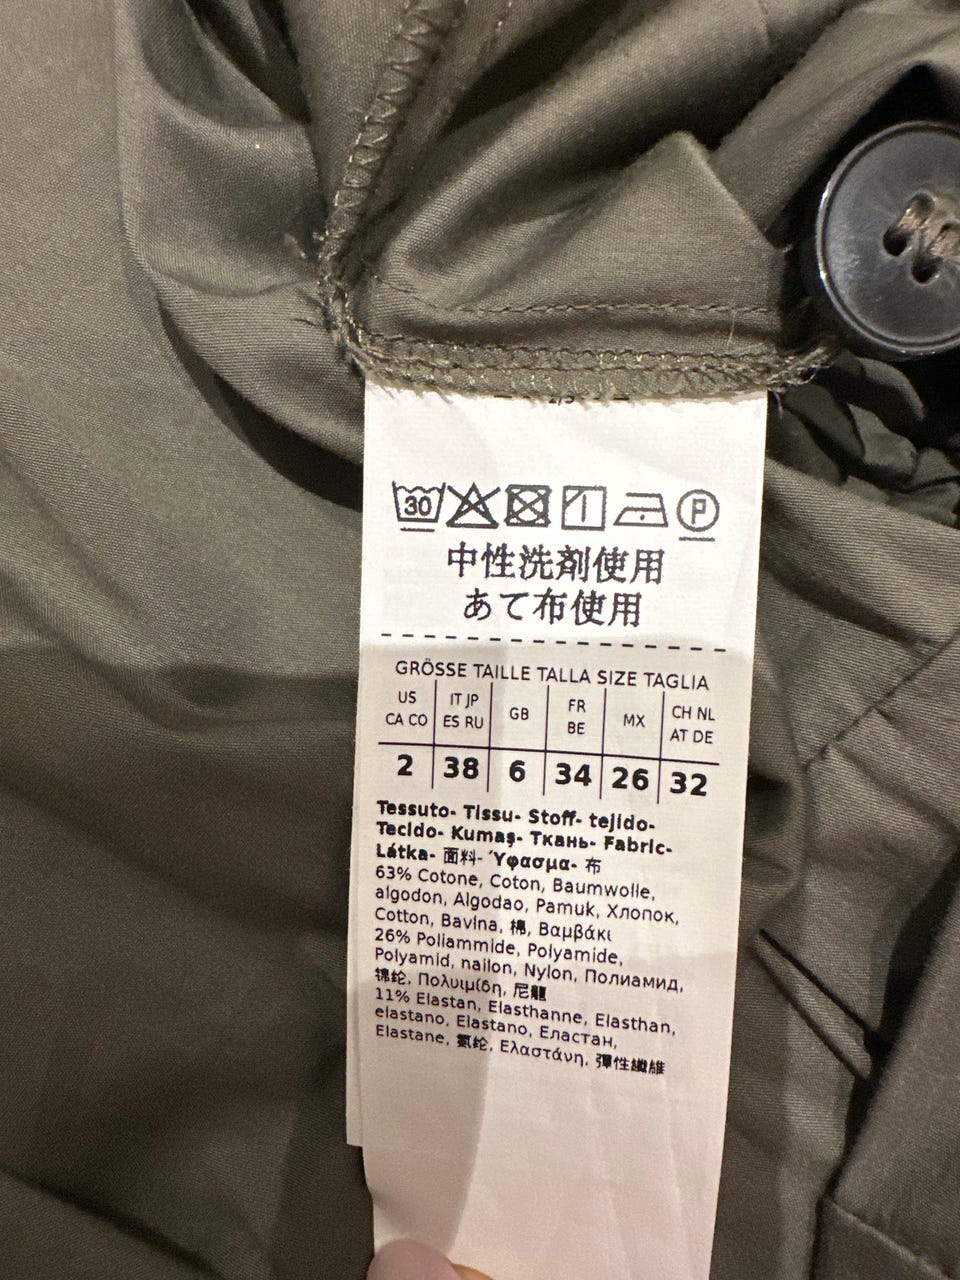 2/3
30 P
中性洗剤使用
あて布使用
GRÖSSE TAILLE TALLA SIZE TAGLIA
US CA CO IT JP ES RU GB FR BE MX CH NL AT DE
2 38 6 34 26 32
Tessuto- Tissu- Stoff- tejido-
Tecido- Kumaş- Ткань- Fabric-
Látka- 面料- Ύφασμα- 布
63% Cotone, Coton, Baumwolle,
algodon, Algodao, Pamuk, Хлопок,
Cotton, Bavlna, 棉, Βαμβάκι
26% Poliammide, Polyamide,
Polyamid, nailon, Nylon, Полиамид,
锦纶, Πολυιμίδη, 尼龍
11% Elastan, Elasthanne, Elasthan,
elastano, Elastano, Еластан,
Elastane, 氨纶, Ελαστάνη, 彈性纖維